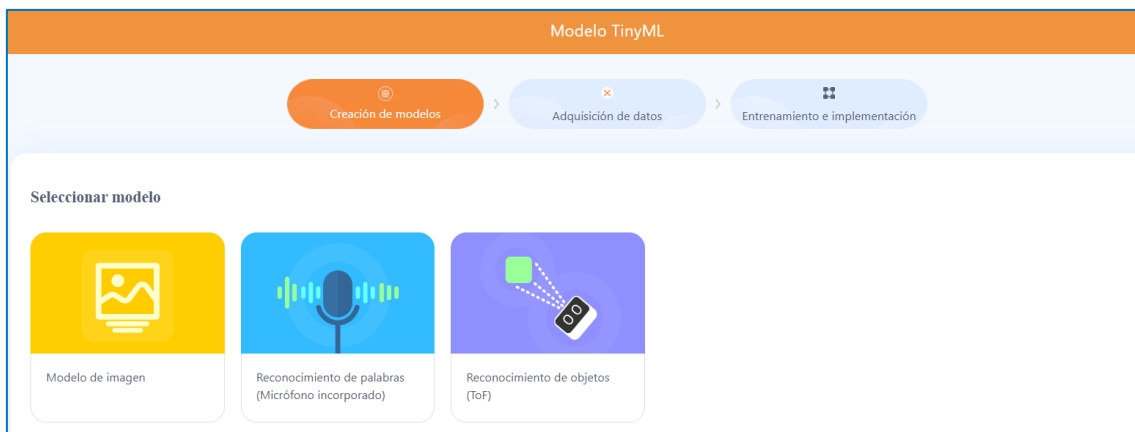 Modelo TinyML
Creación de modelos
Adquisición de datos
Entrenamiento e implementación
Seleccionar modelo
Modelo de imagen
Reconocimiento de palabras
(Micrófono incorporado)
Reconocimiento de objetos
(ToF)